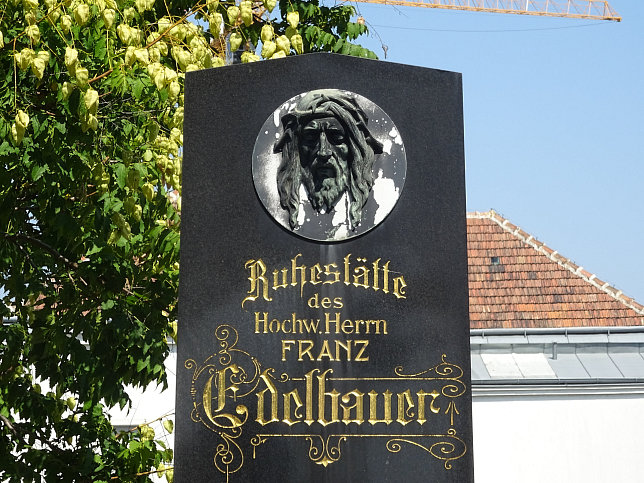 Ruhestätte
des
Hochw. Herrn
FRANZ
Edelbauer